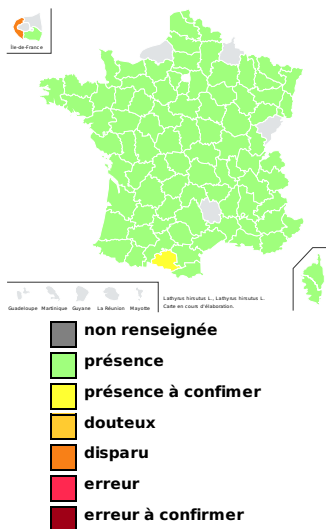 Île-de-France
Guadeloupe Martinique Guyane La Réunion Mayotte
Lathyrus hirsutus L., Lathyrus hirsutus L.
Carte en cours d'élaboration.
non renseignée
présence
présence à confimer
douteux
disparu
erreur
erreur à confirmer